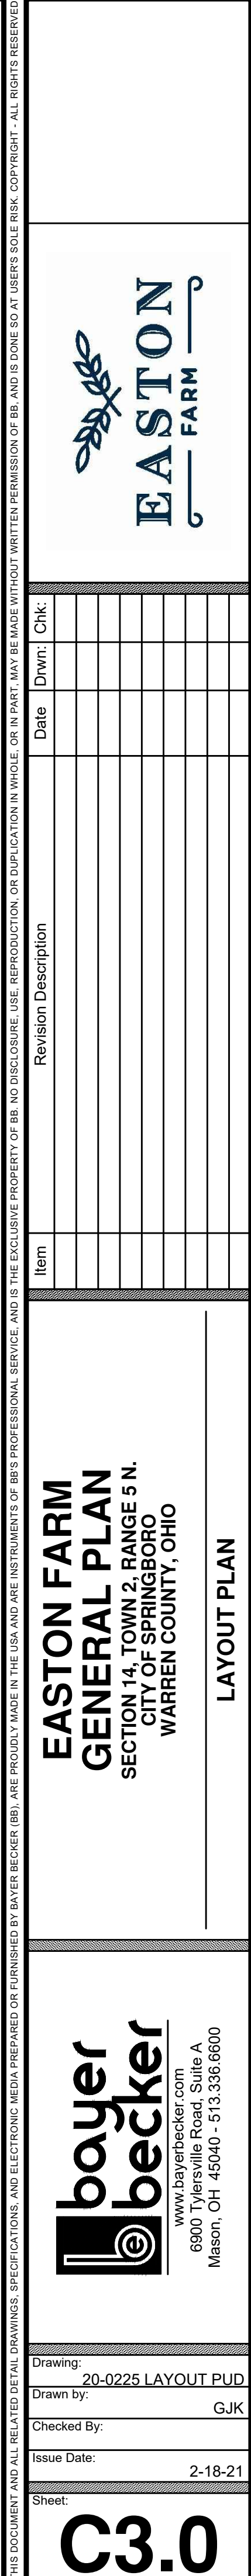 THIS DOCUMENT AND ALL RELATED DETAIL DRAWINGS, SPECIFICATIONS, AND ELECTRONIC MEDIA PREPARED OR FURNISHED BY BAYER BECKER (BB), ARE PROUDLY MADE IN THE USA AND ARE INSTRUMENTS OF BB'S PROFESSIONAL SERVICE, AND IS THE EXCLUSIVE PROPERTY OF BB. NO DISCLOSURE, USE, REPRODUCTION, OR DUPLICATION IN WHOLE, OR IN PART. MAY BE MADE WITHOUT WRITTEN PERMISSION OF BB, AND IS DONE SO AT USER'S SOLE RISK. COPYRIGHT - ALL RIGHTS RESERVED
EASTON
FARM
Item Revision Description Date Drwn: Chk:
EASTON FARM
GENERAL PLAN
SECTION 14, TOWN 2, RANGE 5 N.
CITY OF SPRINGBORO
WARREN COUNTY, OHIO
LAYOUT PLAN
bayer
becker
www.bayerbecker.com
6900 Tylersville Road, Suite A
Mason, OH 45040 - 513.336.6600
Drawing:
20-0225 LAYOUT PUD
Drawn by:
GJK
Checked By:
Issue Date:
2-18-21
Sheet:
C3.0